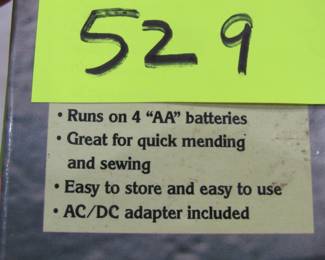 529
• Runs on 4 "AA" batteries
• Great for quick mending
and sewing
• Easy to store and easy to use
• AC/DC adapter included